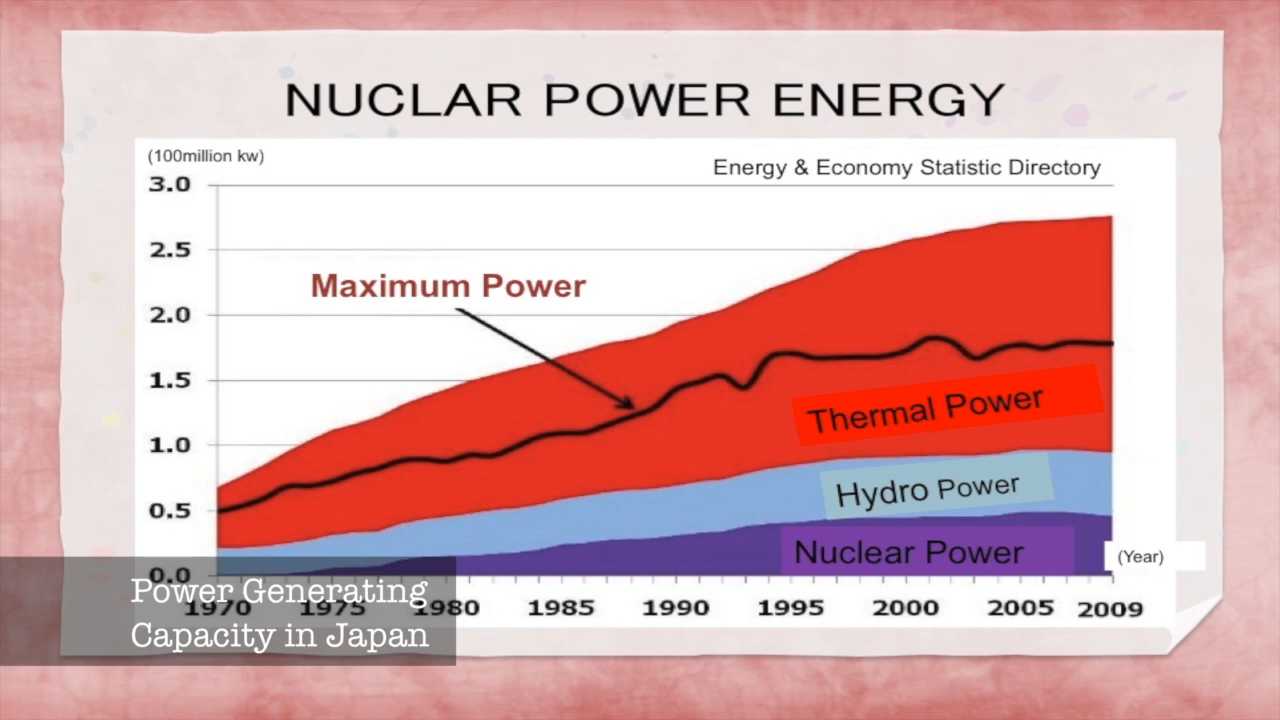 NUCLAR POWER ENERGY
(100million kw)
Energy & Economy Statistic Directory
3.0
2.5
Maximum Power
2.0
1.5
Thermal Power
1.0
Hydro Power
0.5
Nuclear Power
(Year)
0.0
1970 1975 1980 1985 1990 1995 2000 2005 2009
Power Generating
Capacity in Japan